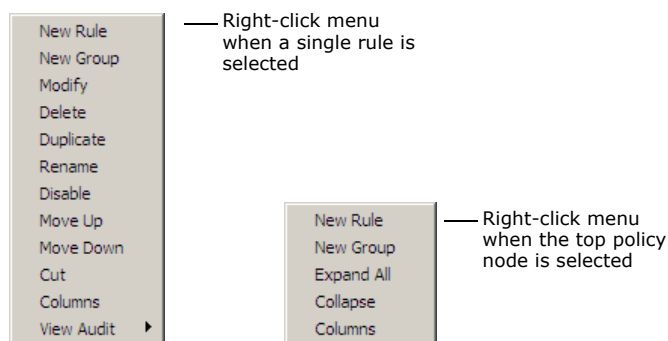 New Rule
New Group
Modify
Delete
Duplicate
Rename
Disable
Move Up
Move Down
Cut
Columns
View Audit
Right-click menu
when a single rule is
selected
New Rule
New Group
Expand All
Collapse
Columns
Right-click menu
when the top policy
node is selected